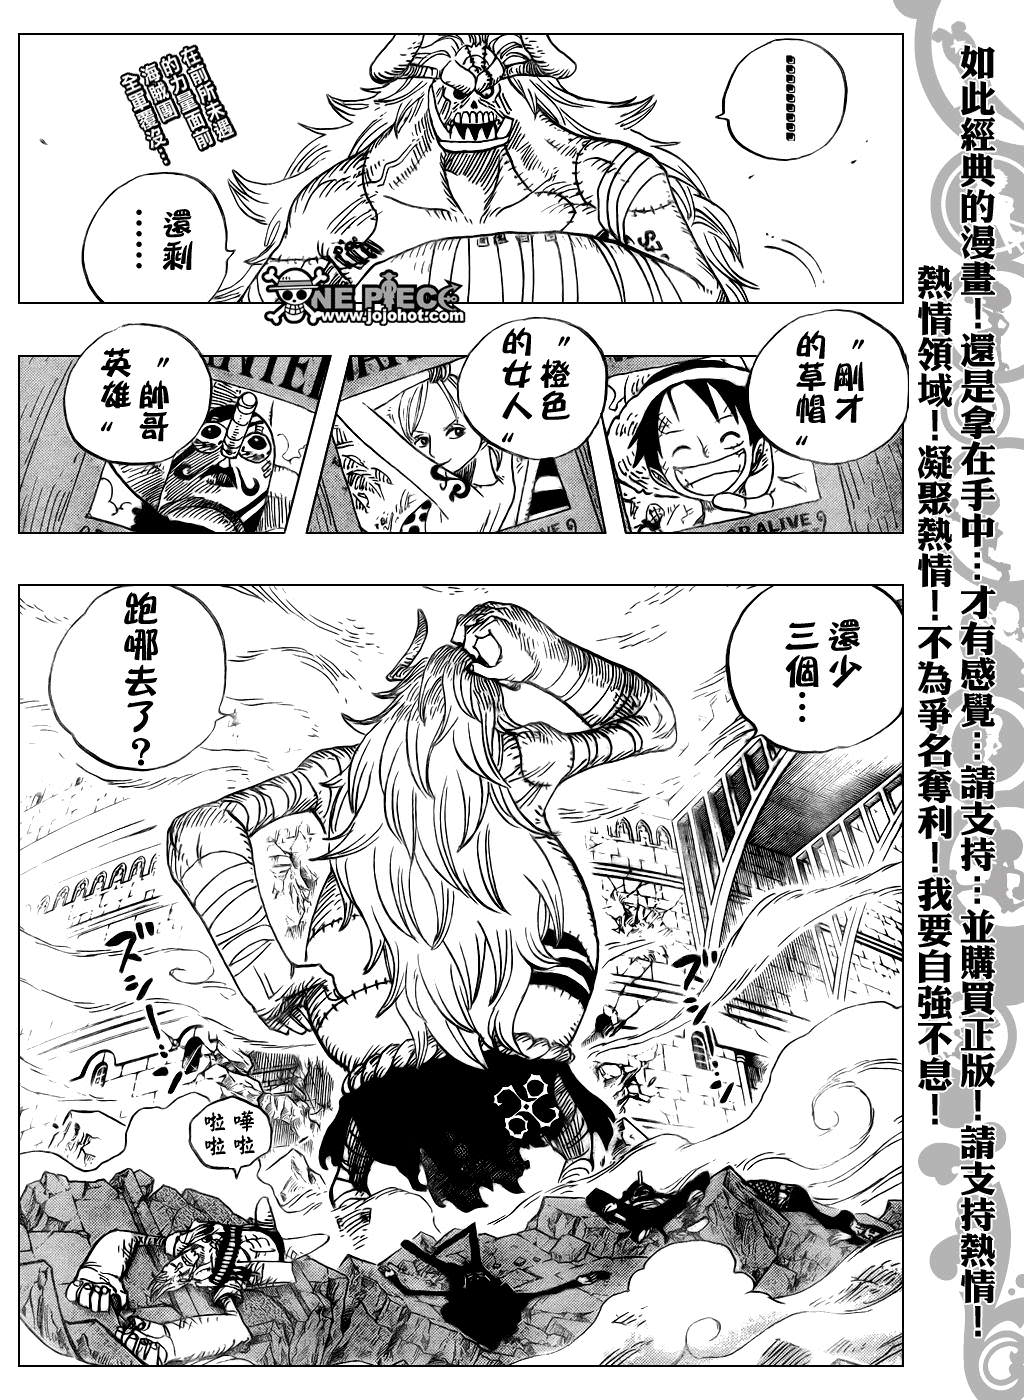 如此經典的漫畫！還是拿在手中…才有感覺…請支持…並購買正版！請支持熱情！
熱情領域！凝聚熱情！不為爭名奪利！我要自強不息！
…………
在前所未遇
的力量面前
海賊團
全軍覆沒…
還剩
……
ONE PIECE
www.jojohot.com
"剛才
的草帽"
OR ALIVE
"橙色
的女人"
"帥哥
英雄"
還少
三個…
跑哪去了？
ズン…
ズシ…
嘩啦
啦啦